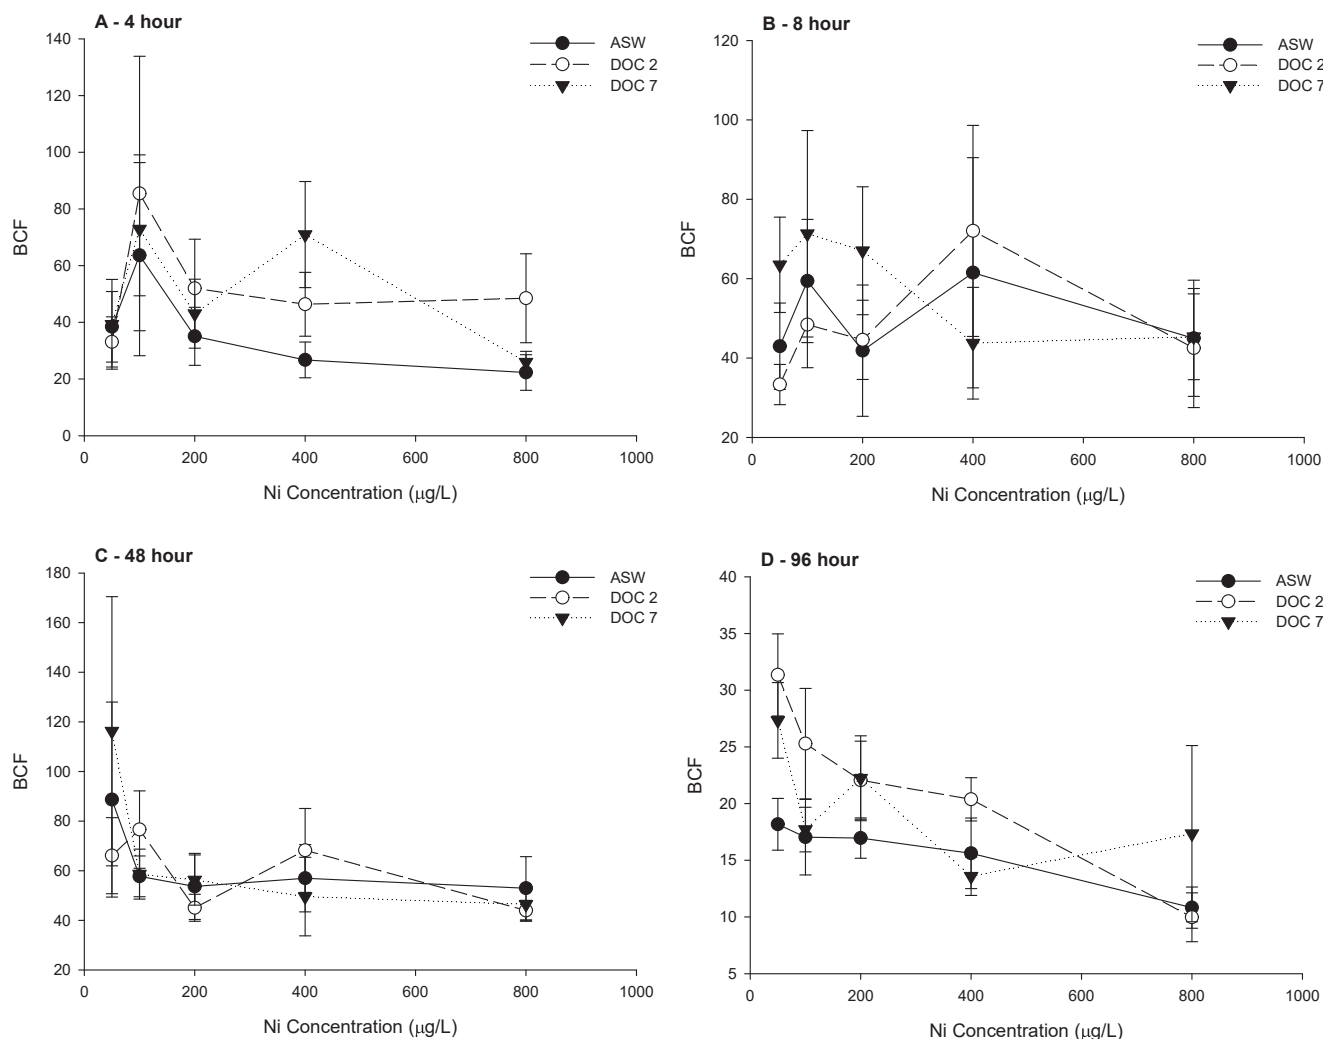 A - 4 hour
140
120
100
80
60
40
20
0
BCF
0 200 400 600 800 1000
Ni Concentration (μg/L)
ASW
DOC 2
DOC 7
B - 8 hour
120
100
80
60
40
20
BCF
0 200 400 600 800 1000
Ni Concentration (μg/L)
ASW
DOC 2
DOC 7
C - 48 hour
180
160
140
120
100
80
60
40
20
BCF
0 200 400 600 800 1000
Ni Concentration (μg/L)
ASW
DOC 2
DOC 7
D - 96 hour
40
35
30
25
20
15
10
5
BCF
0 200 400 600 800 1000
Ni Concentration (μg/L)
ASW
DOC 2
DOC 7